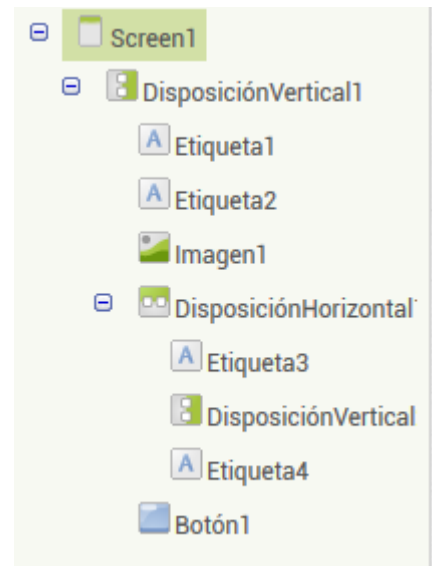 Screen1
DisposiciónVertical1
A Etiqueta1
A Etiqueta2
Imagen1
DisposiciónHorizontal
A Etiqueta3
DisposiciónVertical
A Etiqueta4
Botón1